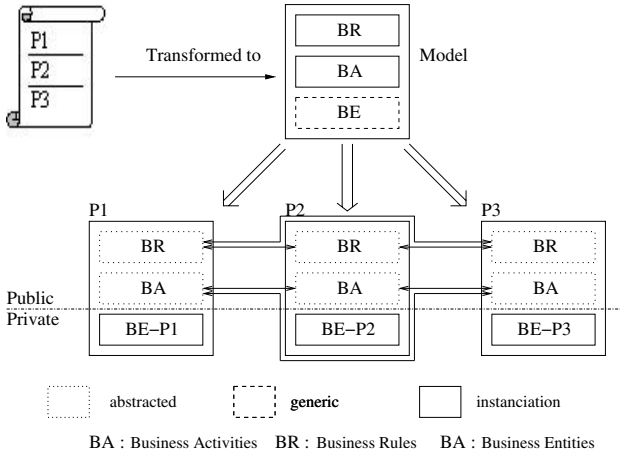 P1
P2
P3
Transformed to
BR
BA
BE
Model
P1
P2
P3
BR
BR
BR
BA
BA
BA
Public
Private
BE-P1
BE-P2
BE-P3
abstracted
generic
instanciation
BA : Business Activities BR : Business Rules BA : Business Entities